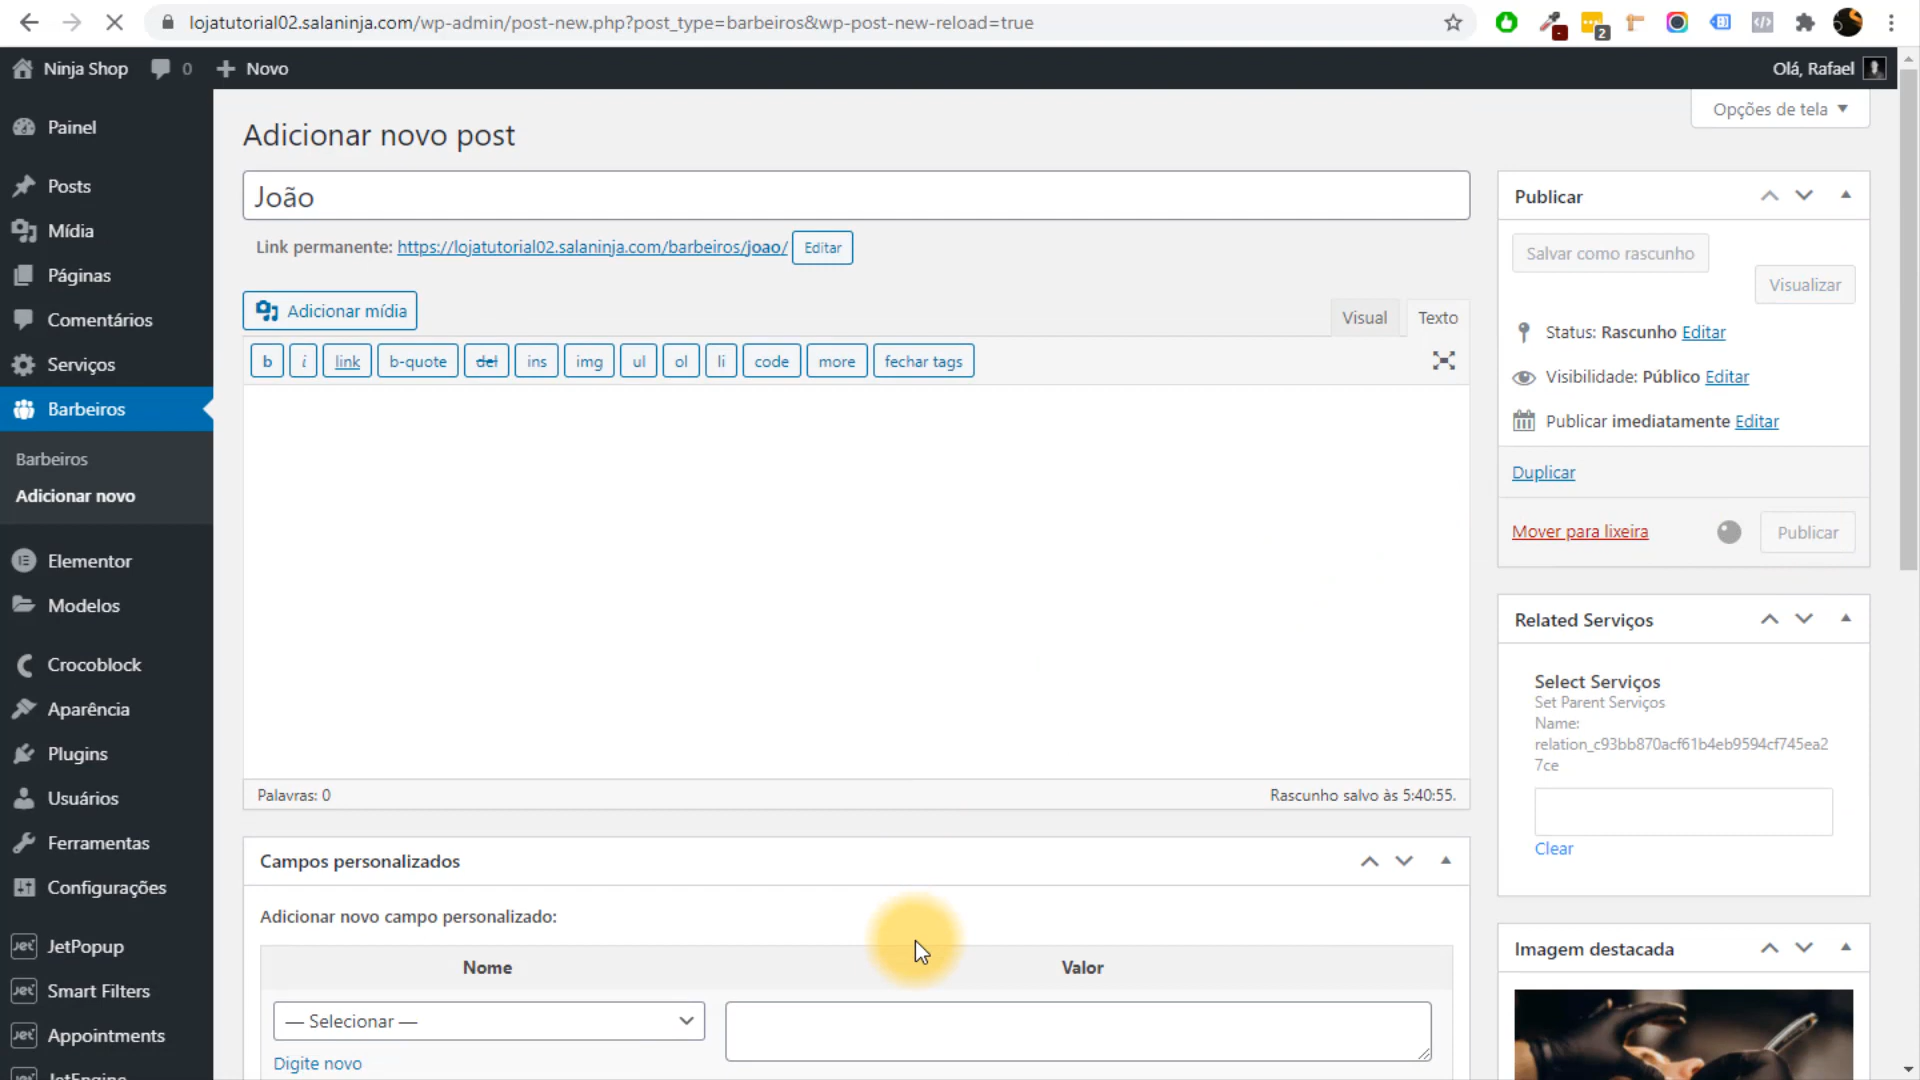 lojatutorial02.salaninja.com/wp-admin/post-new.php?post_type=barbeiros&wp-post-new-reload=true
2
Ninja Shop
0
Novo
Olá, Rafael
Opções de tela
Painel
Posts
Mídia
Páginas
Comentários
Serviços
Barbeiros
Barbeiros
Adicionar novo
Elementor
Modelos
Crocoblock
Aparência
Plugins
Usuários
Ferramentas
Configurações
JetPopup
Smart Filters
Appointments
JetEngine
Adicionar novo post
João
Link permanente: https://lojatutorial02.salaninja.com/barbeiros/joao/ Editar
Adicionar mídia
Visual
Texto
b
i
link
b-quote
del
ins
img
ul
ol
li
code
more
fechar tags
Palavras: 0
Rascunho salvo às 5:40:55.
Campos personalizados
Adicionar novo campo personalizado:
Nome
Valor
— Selecionar —
Digite novo
Publicar
Salvar como rascunho
Visualizar
Status: Rascunho Editar
Visibilidade: Público Editar
Publicar imediatamente Editar
Duplicar
Mover para lixeira
Publicar
Related Serviços
Select Serviços
Set Parent Serviços
Name:
relation_c93bb870acf61b4eb9594cf745ea2
7ce
Clear
Imagem destacada